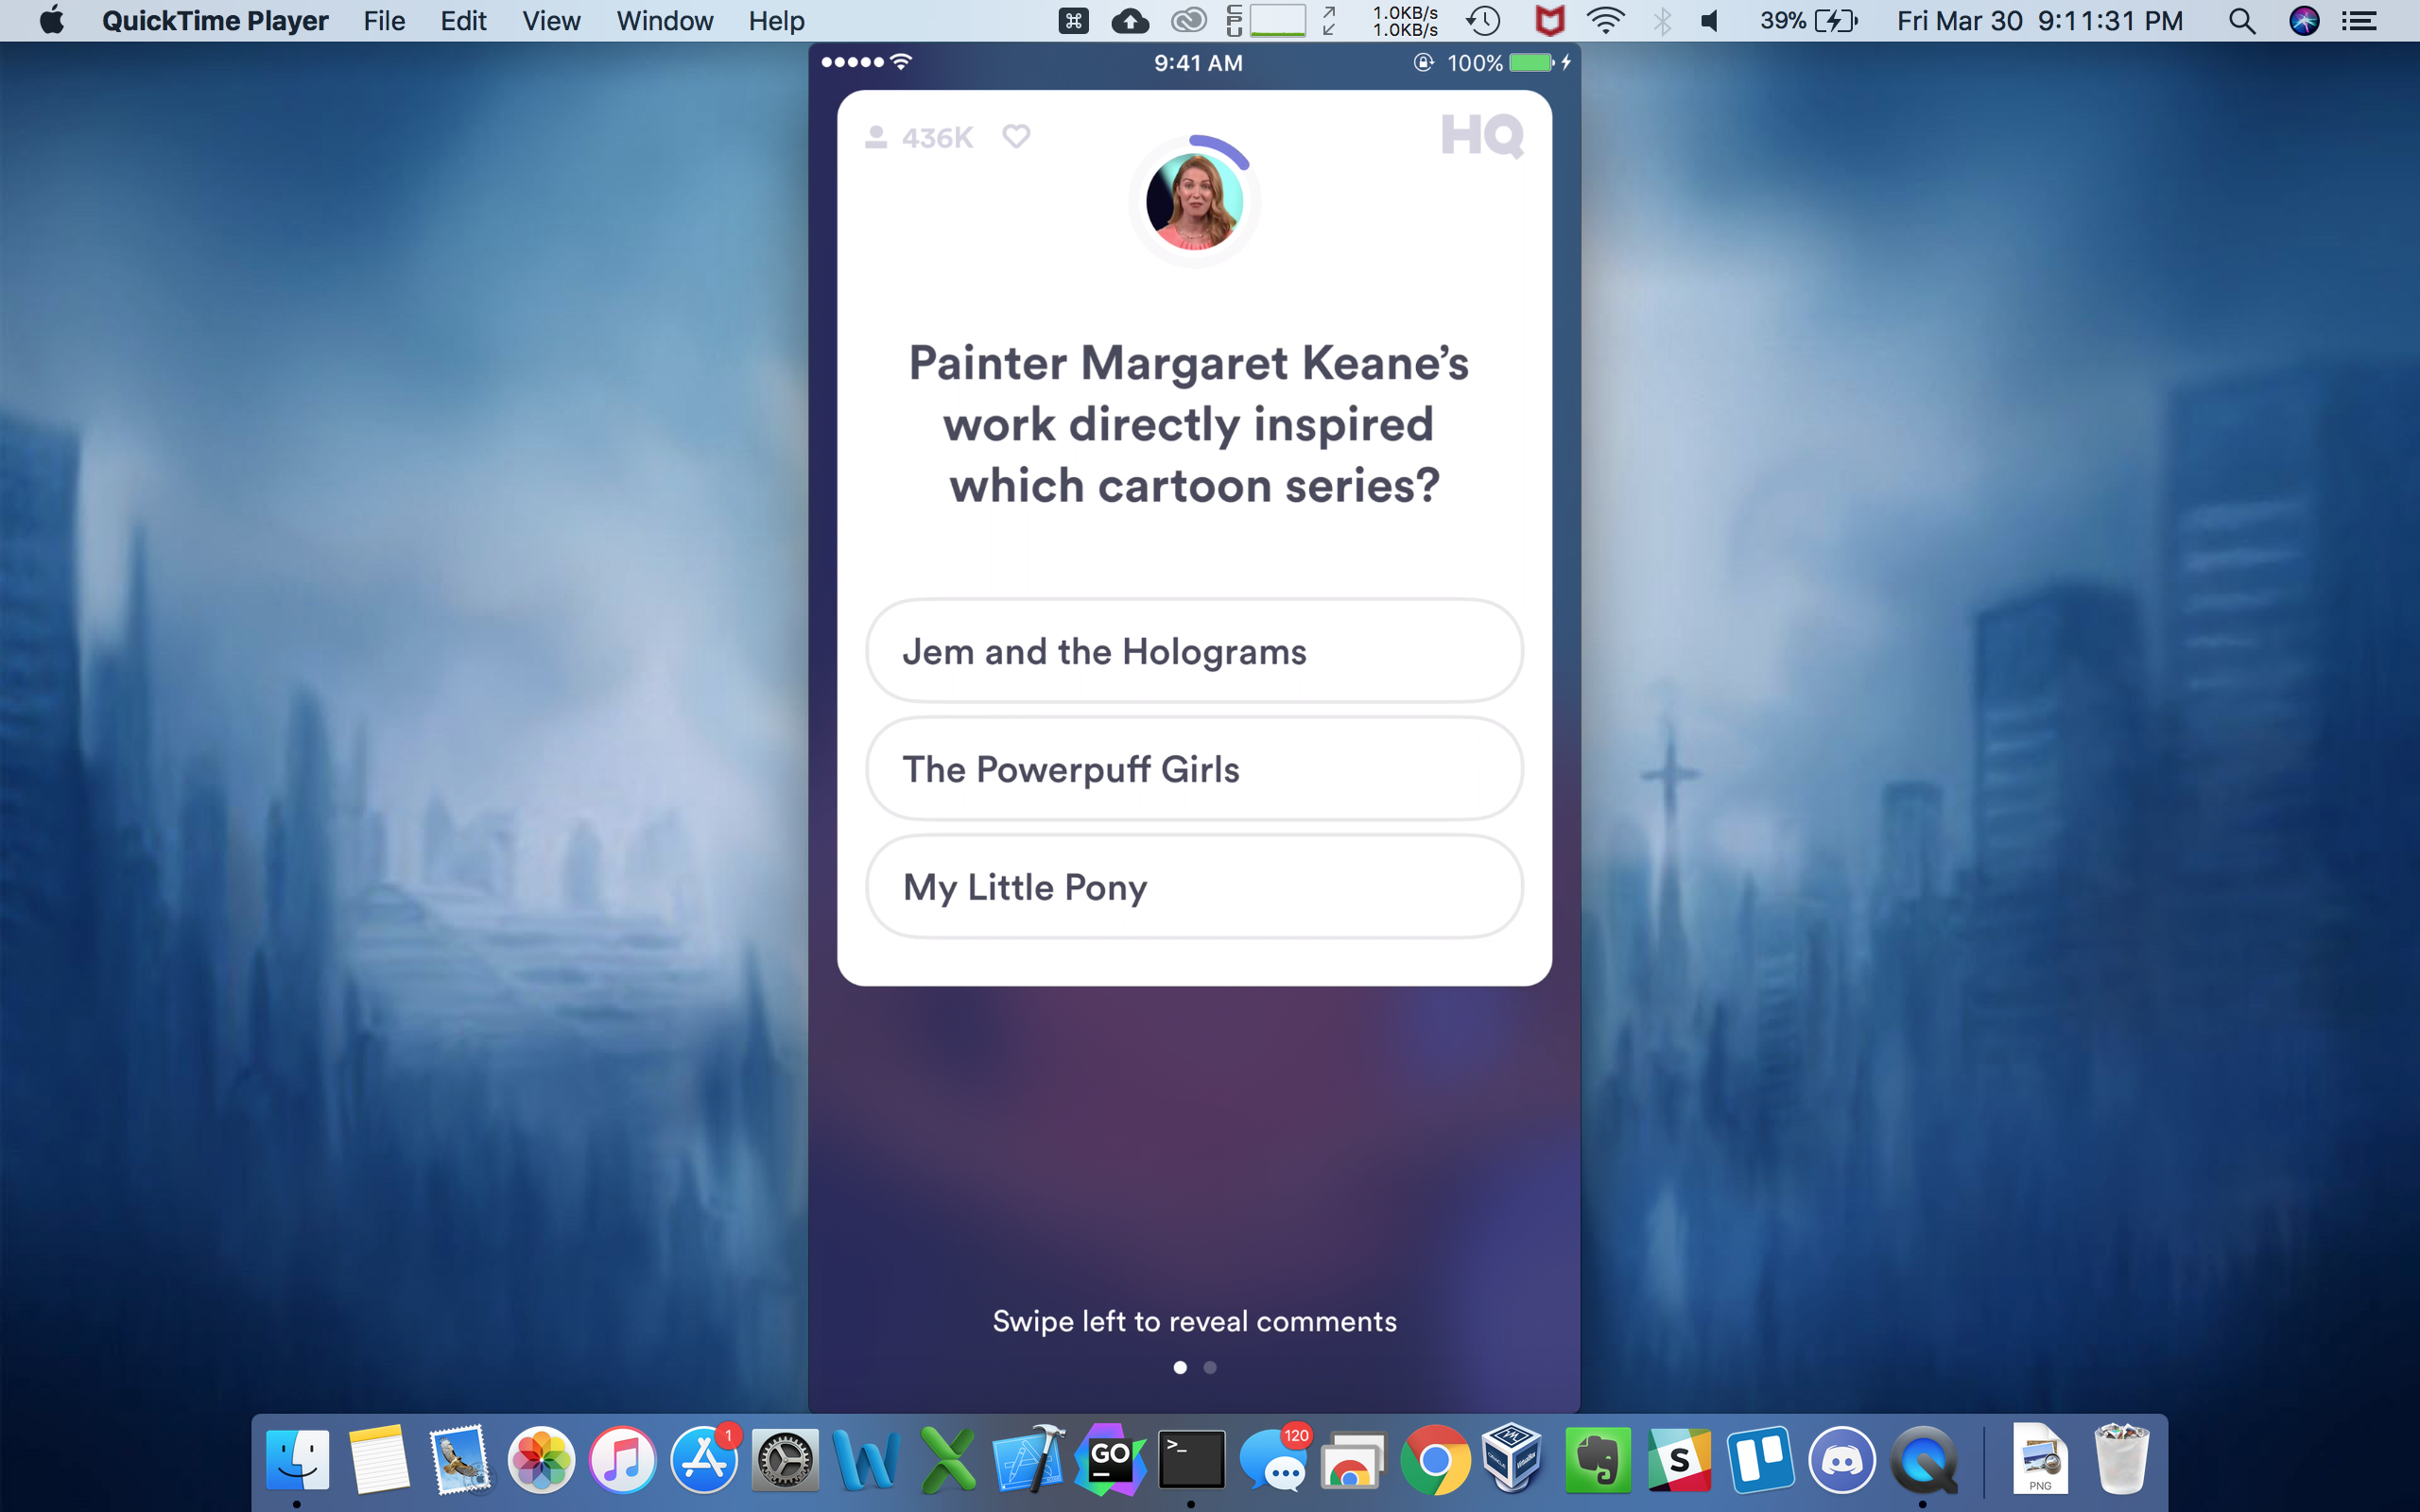 QuickTime Player File Edit View Window Help
CPU
1.0KB/s
1.0KB/s
39%
Fri Mar 30 9:11:31 PM
9:41 AM
100%
436K
HQ
Painter Margaret Keane’s
work directly inspired
which cartoon series?
Jem and the Holograms
The Powerpuff Girls
My Little Pony
Swipe left to reveal comments
1
GO
>_
120
S
PNG